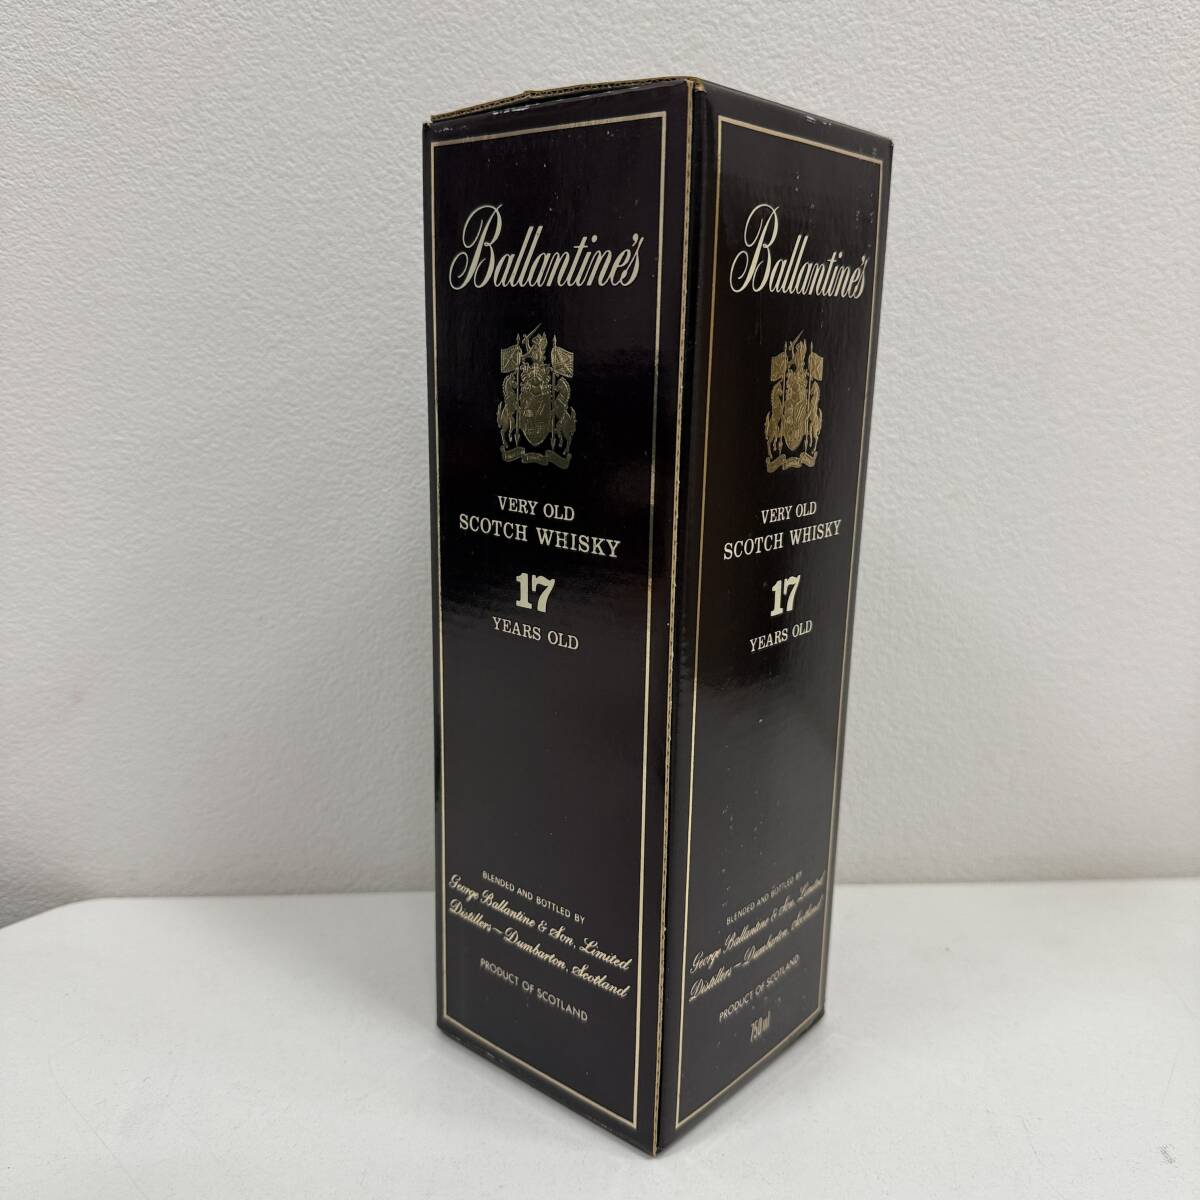 Ballantine's
VERY OLD
SCOTCH WHISKY
17
YEARS OLD
BLENDED AND BOTTLED BY
George Ballantine & Son, Limited
Distillers—Dumbarton, Scotland
PRODUCT OF SCOTLAND
Ballantine's
VERY OLD
SCOTCH WHISKY
17
YEARS OLD
BLENDED AND BOTTLED BY
George Ballantine & Son, Limited
Distillers—Dumbarton, Scotland
PRODUCT OF SCOTLAND
750ml